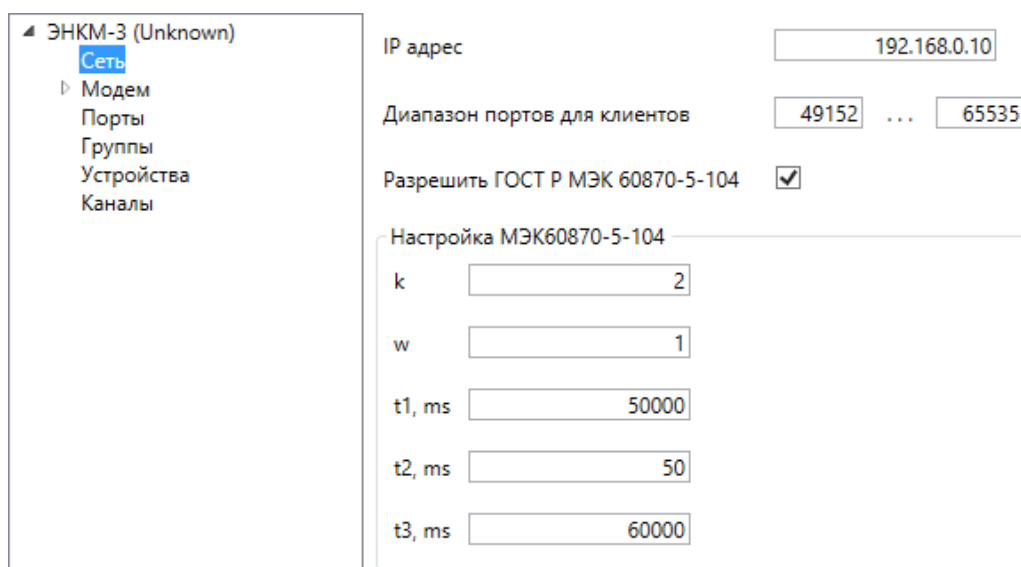 ЭНКМ-3 (Unknown)
Сеть
Модем
Порты
Группы
Устройства
Каналы
IP адрес 192.168.0.10
Диапазон портов для клиентов 49152 ... 65535
Разрешить ГОСТ Р МЭК 60870-5-104
Настройка МЭК60870-5-104
k 2
w 1
t1, ms 50000
t2, ms 50
t3, ms 60000